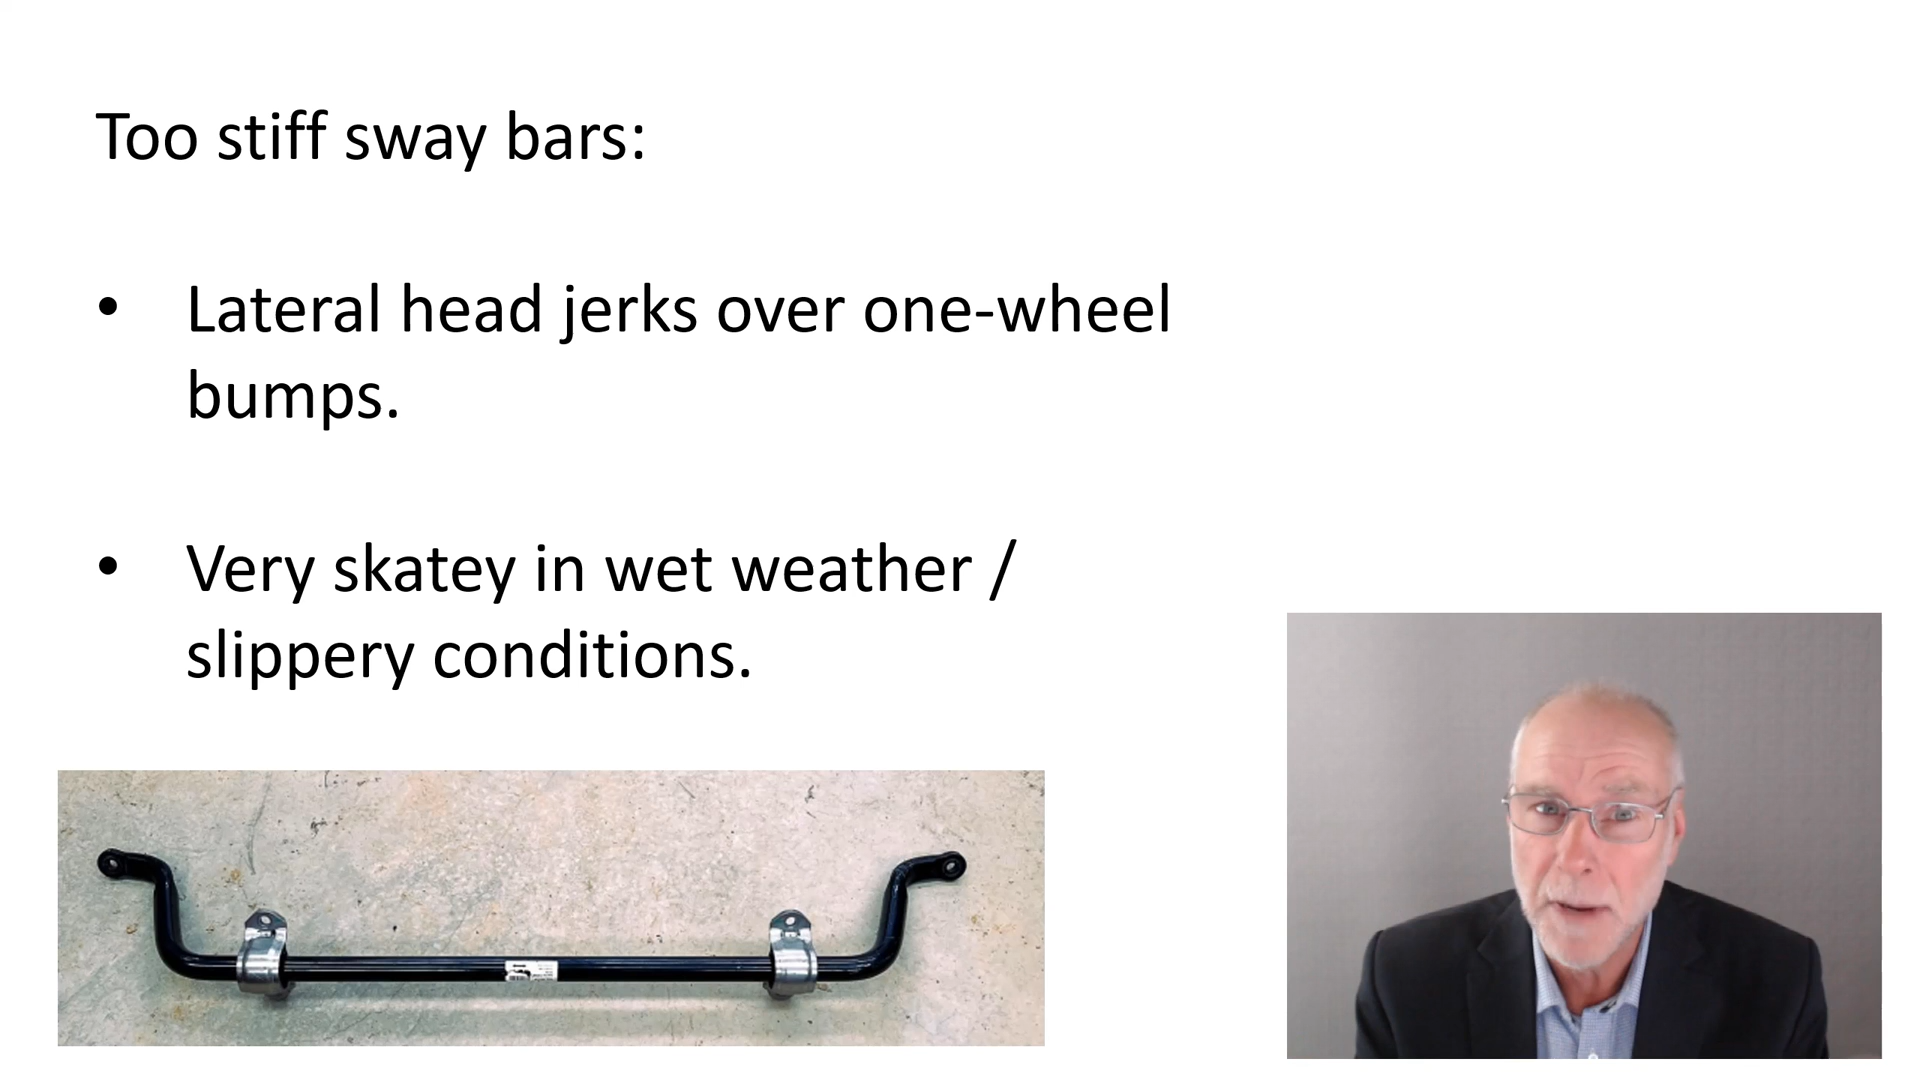 Too stiff sway bars:
• Lateral head jerks over one-wheel
bumps.
• Very skatey in wet weather /
slippery conditions.